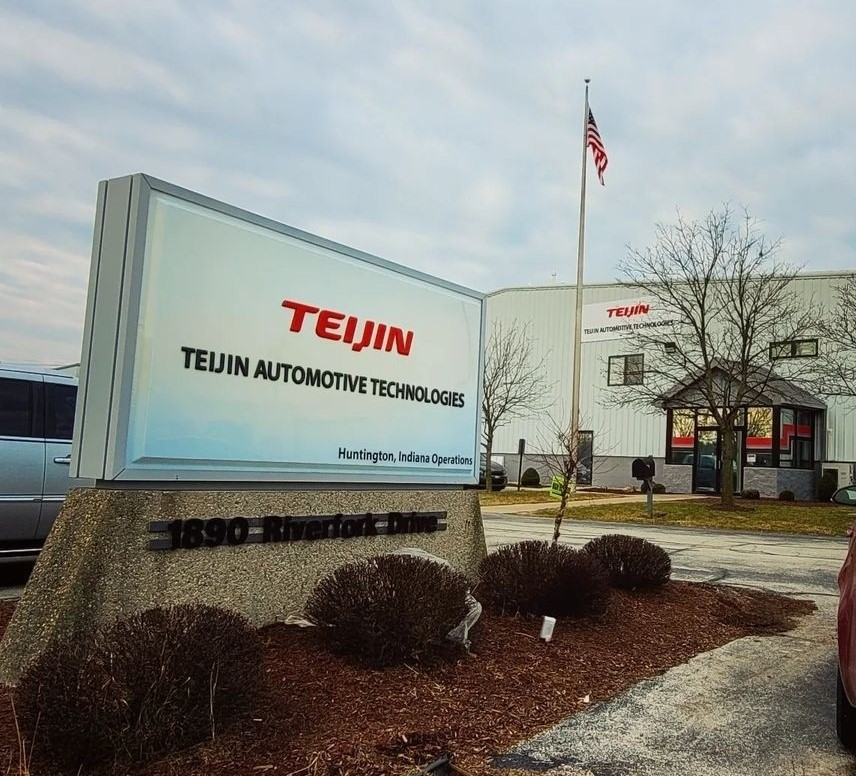 TEIJIN
TEIJIN AUTOMOTIVE TECHNOLOGIES
Huntington, Indiana Operations
1890 Riverfork Drive
TEIJIN
TEIJIN AUTOMOTIVE TECHNOLOGIES